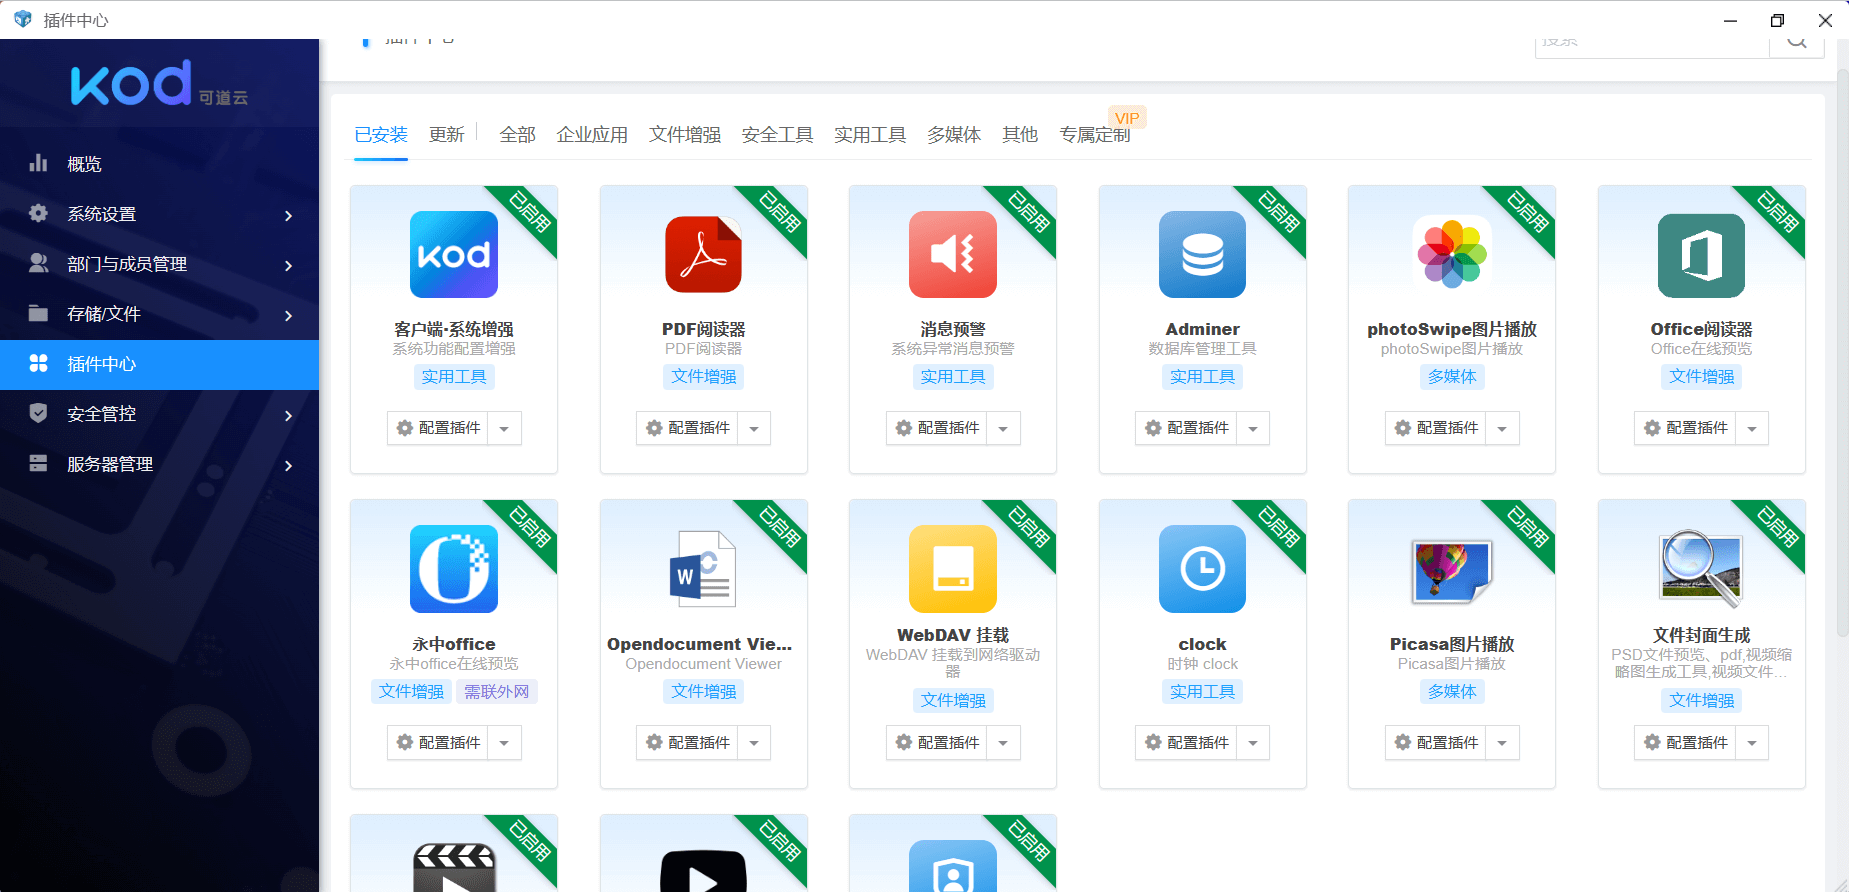 插件中心
插件中心
搜索
kod 可道云
概览
系统设置
部门与成员管理
存储/文件
插件中心
安全管控
服务器管理
已安装 更新 全部 企业应用 文件增强 安全工具 实用工具 多媒体 其他 专属定制 VIP
已启用 已启用 已启用 已启用 已启用 已启用
kod
客户端·系统增强 PDF阅读器 消息预警 Adminer photoSwipe图片播放 Office阅读器
系统功能配置增强 PDF阅读器 系统异常消息预警 数据库管理工具 photoSwipe图片播放 Office在线预览
实用工具 文件增强 实用工具 实用工具 多媒体 文件增强
配置插件 配置插件 配置插件 配置插件 配置插件 配置插件
已启用 已启用 已启用 已启用 已启用 已启用
W
永中office Opendocument Vie... WebDAV 挂载 clock Picasa图片播放 文件封面生成
永中office在线预览 Opendocument Viewer WebDAV 挂载到网络驱动 时钟 clock Picasa图片播放 PSD文件预览、pdf,视频缩
器 略图生成工具,视频文件...
文件增强 需联外网 文件增强 文件增强 实用工具 多媒体 文件增强
配置插件 配置插件 配置插件 配置插件 配置插件 配置插件
已启用 已启用 已启用